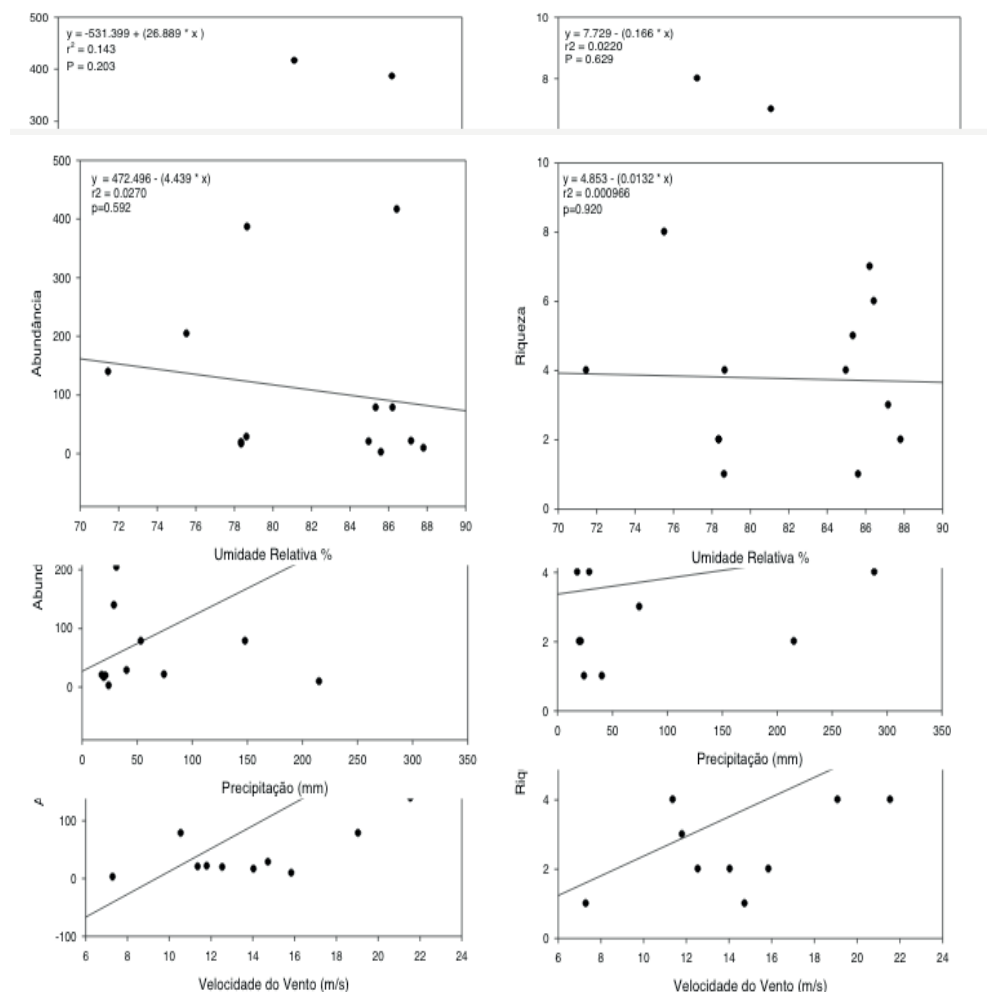 500
400
300
y = -531.399 + (26.889 * x )
r² = 0.143
P = 0.203
10
8
y = 7.729 - (0.166 * x)
r2 = 0.0220
P = 0.629
500
400
300
200
100
0
Abundância
y = 472.496 - (4.439 * x)
r2 = 0.0270
p=0.592
70 72 74 76 78 80 82 84 86 88 90
Umidade Relativa %
10
8
6
4
2
0
Riqueza
y = 4.853 - (0.0132 * x)
r2 = 0.000966
p=0.920
70 72 74 76 78 80 82 84 86 88 90
Umidade Relativa %
200
100
0
Abund
0 50 100 150 200 250 300 350
Precipitação (mm)
4
2
0
0 50 100 150 200 250 300 350
Precipitação (mm)
100
0
-100
6 8 10 12 14 16 18 20 22 24
Velocidade do Vento (m/s)
Riq
4
2
0
6 8 10 12 14 16 18 20 22 24
Velocidade do Vento (m/s)